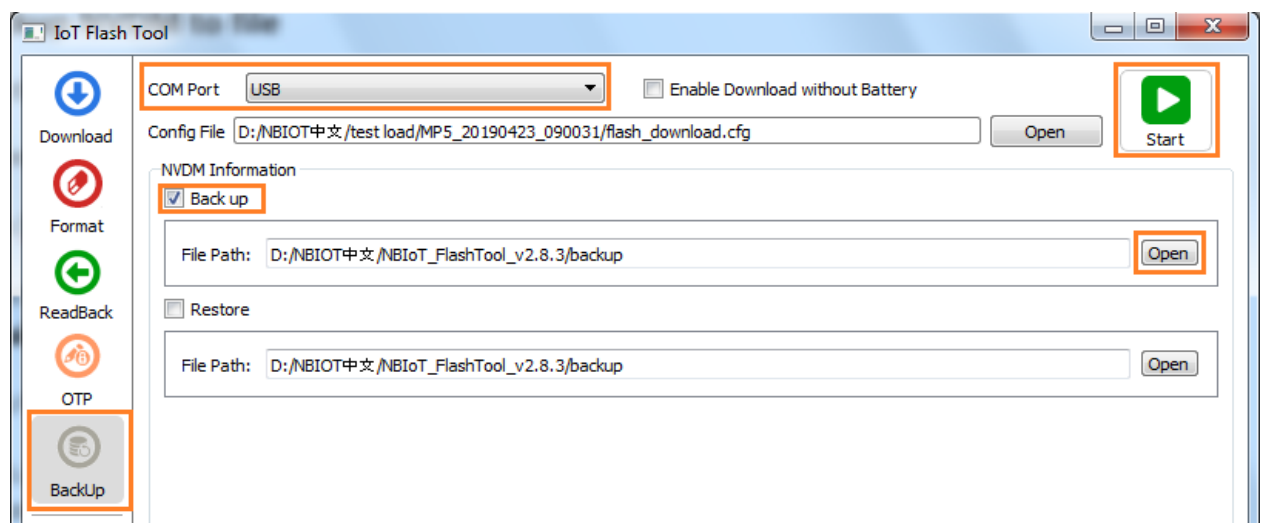 to file
IoT Flash Tool
COM Port USB Enable Download without Battery
Download
Config File D:/NBIOT中文/test load/MP5_20190423_090031/flash_download.cfg Open Start
NVDM Information
Back up
Format
File Path: D:/NBIOT中文/NBIoT_FlashTool_v2.8.3/backup Open
ReadBack
Restore
File Path: D:/NBIOT中文/NBIoT_FlashTool_v2.8.3/backup Open
OTP
BackUp